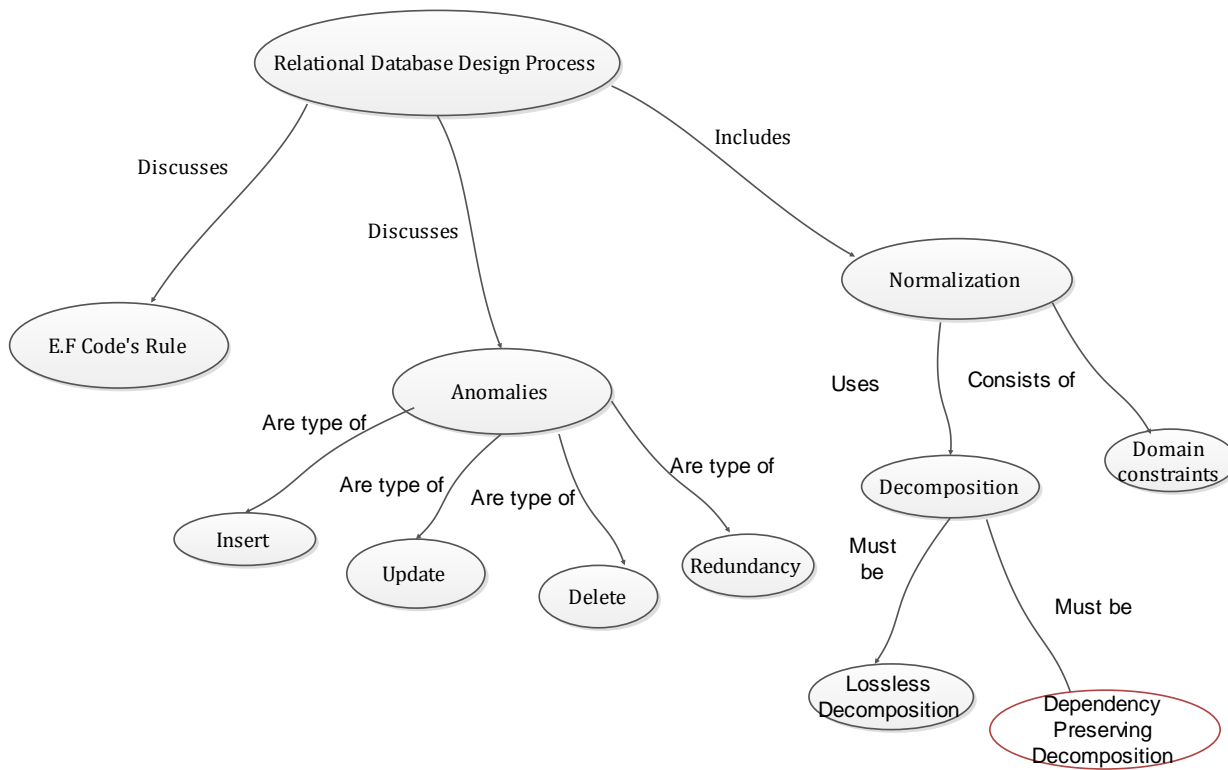 Relational Database Design Process
Includes
Discusses
Discusses
Normalization
E.F Code's Rule
Anomalies
Uses
Consists of
Are type of
Domain
constraints
Are type of
Are type of
Are type of
Decomposition
Insert
Update
Delete
Redundancy
Must
be
Must be
Lossless
Decomposition
Dependency
Preserving
Decomposition